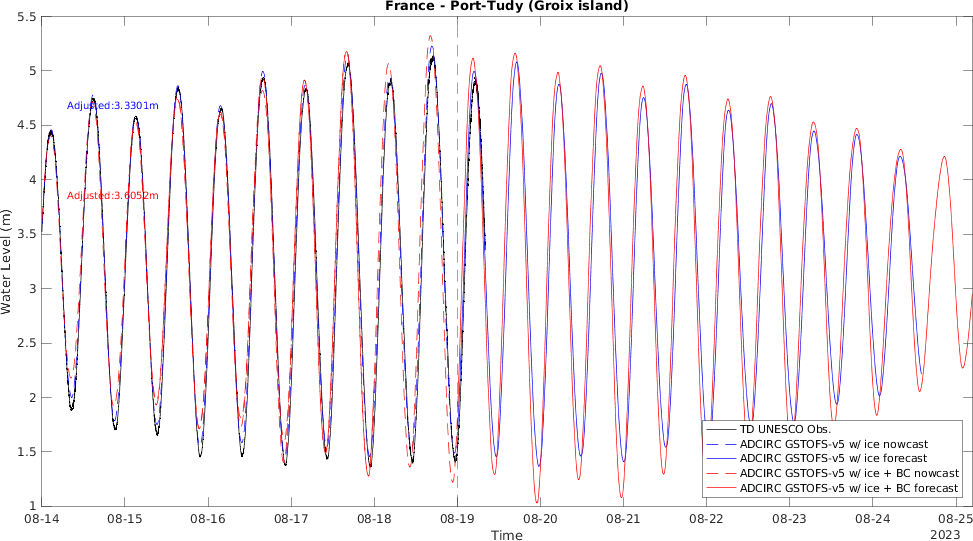 France - Port-Tudy (Groix island)
5.5
5
4.5
4
3.5
3
2.5
2
1.5
1
Water Level (m)
Adjusted:3.3301m
Adjusted:3.6052m
TD UNESCO Obs.
ADCIRC GSTOFS-v5 w/ ice nowcast
ADCIRC GSTOFS-v5 w/ ice forecast
ADCIRC GSTOFS-v5 w/ ice + BC nowcast
ADCIRC GSTOFS-v5 w/ ice + BC forecast
08-14 08-15 08-16 08-17 08-18 08-19 08-20 08-21 08-22 08-23 08-24 08-25
Time
2023